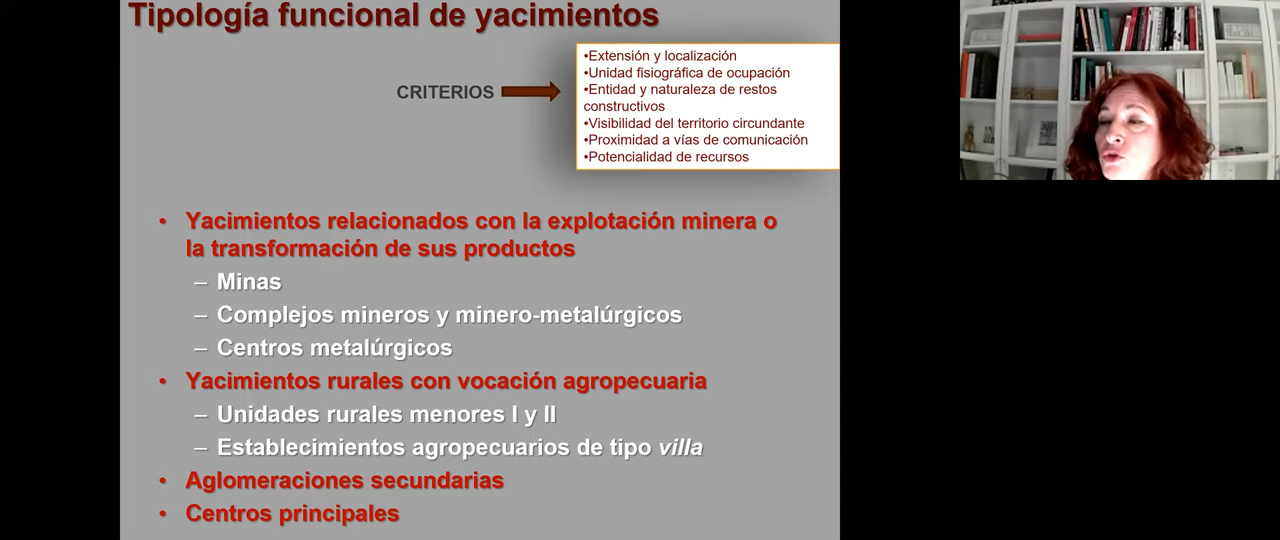 Tipología funcional de yacimientos
CRITERIOS
•Extensión y localización
•Unidad fisiográfica de ocupación
•Entidad y naturaleza de restos
constructivos
•Visibilidad del territorio circundante
•Proximidad a vías de comunicación
•Potencialidad de recursos
• Yacimientos relacionados con la explotación minera o
la transformación de sus productos
– Minas
– Complejos mineros y minero-metalúrgicos
– Centros metalúrgicos
• Yacimientos rurales con vocación agropecuaria
– Unidades rurales menores I y II
– Establecimientos agropecuarios de tipo villa
• Aglomeraciones secundarias
• Centros principales